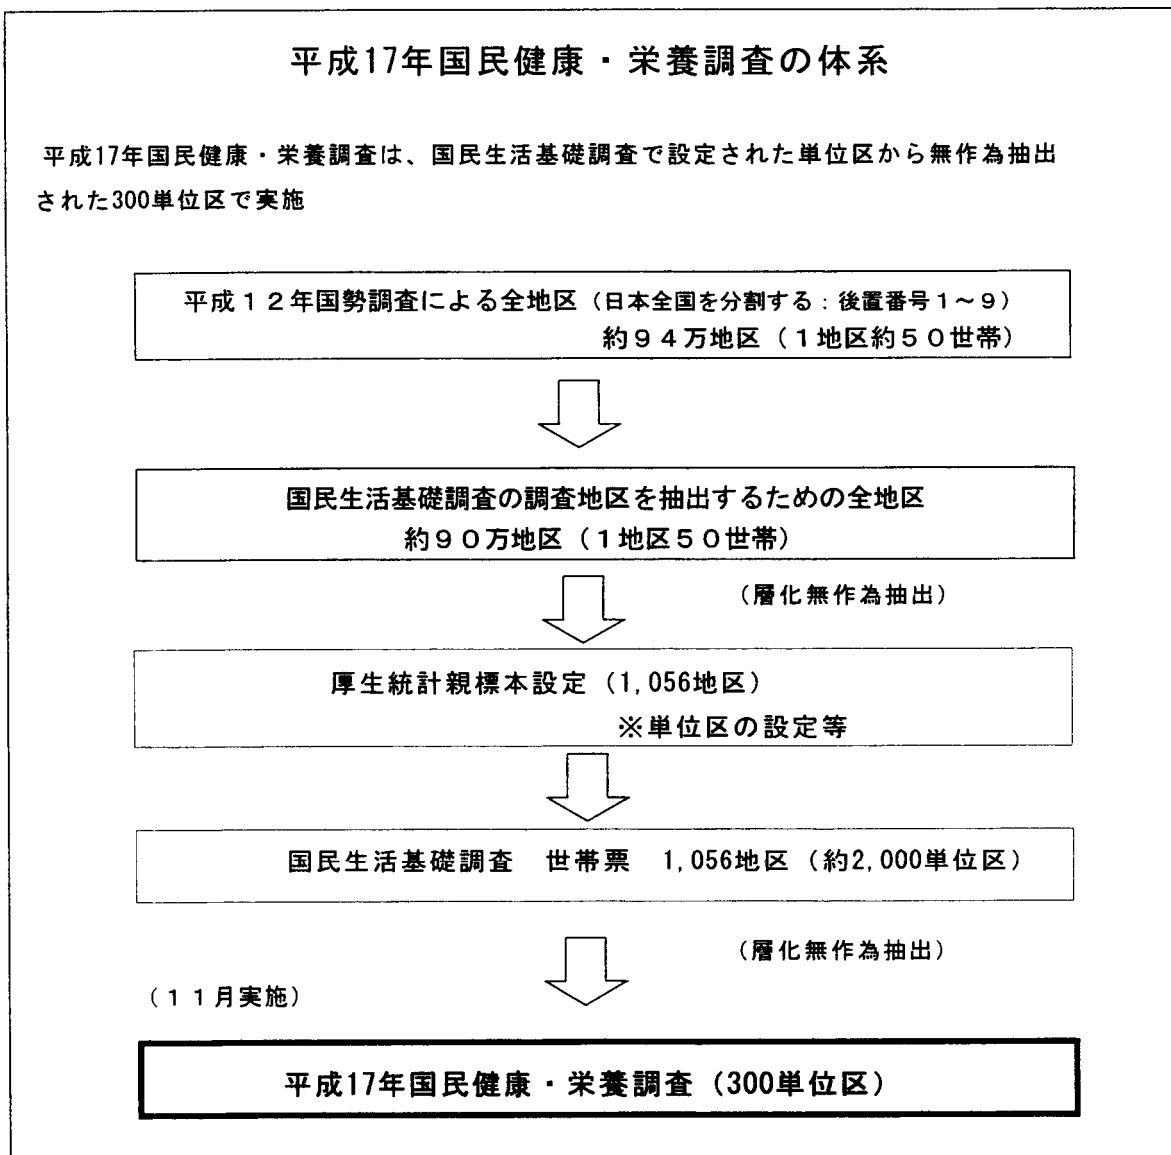 平成17年国民健康・栄養調査の体系
平成17年国民健康・栄養調査は、国民生活基礎調査で設定された単位区から無作為抽出
された300単位区で実施
平成１２年国勢調査による全地区（日本全国を分割する：後置番号１～９）
約９４万地区（１地区約５０世帯）
国民生活基礎調査の調査地区を抽出するための全地区
約９０万地区（１地区５０世帯）
（層化無作為抽出）
厚生統計親標本設定（1,056地区）
※単位区の設定等
国民生活基礎調査　世帯票　1,056地区（約2,000単位区）
（層化無作為抽出）
（１１月実施）
平成17年国民健康・栄養調査（300単位区）